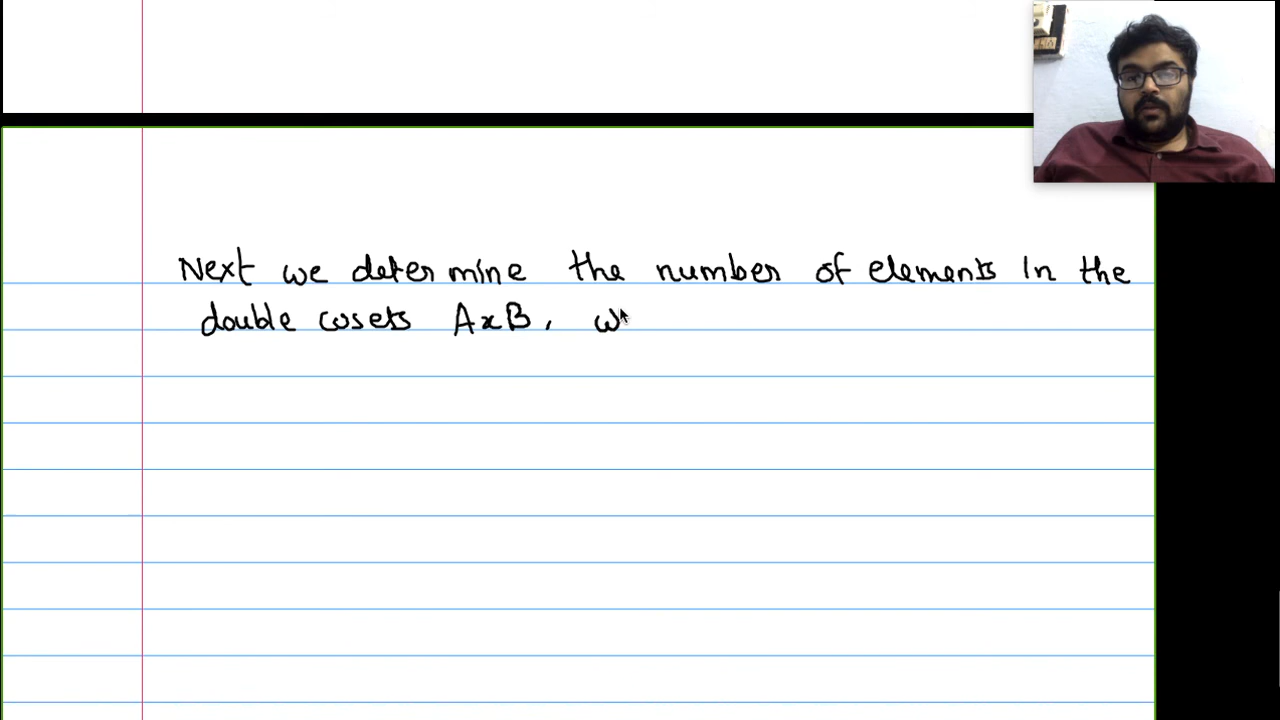 Next we determine the number of elements in the
double cosets AxB, w